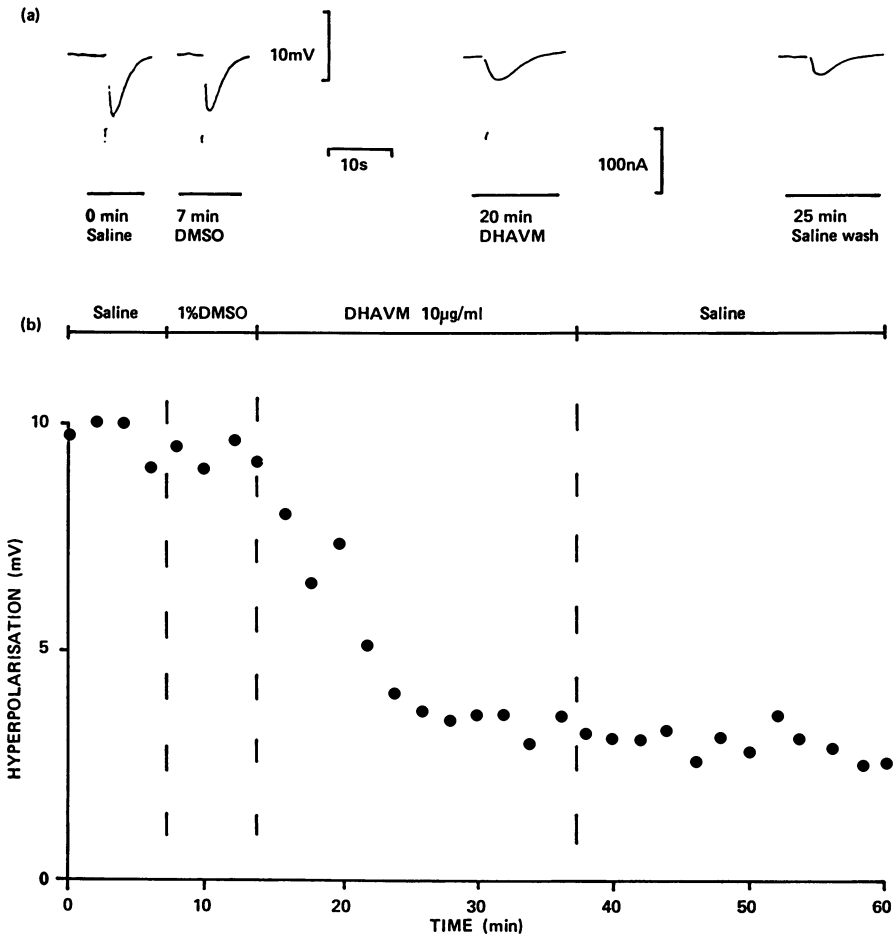 (a)
10mV
10s
100nA
0 min
Saline
7 min
DMSO
20 min
DHAVM
25 min
Saline wash
(b)
Saline
1%DMSO
DHAVM 10µg/ml
Saline
10
5
0
HYPERPOLARISATION (mV)
0
10
20
30
40
50
60
TIME (min)